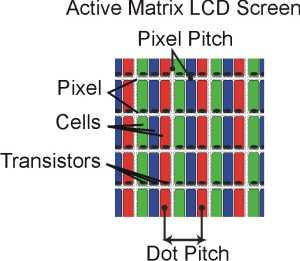 Active Matrix LCD Screen
Pixel Pitch
Pixel
Cells
Transistors
Dot Pitch